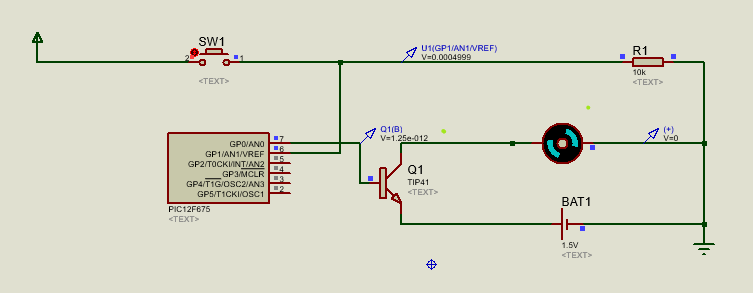 SW1
2
1
<TEXT>
U1(GP1/AN1/VREF)
V=0.0004999
R1
10k
<TEXT>
Q1(B)
V=1.25e-012
(+)
V=0
GP0/AN0
7
GP1/AN1/VREF
6
GP2/T0CKI/INT/AN2
5
GP3/MCLR
4
GP4/T1G/OSC2/AN3
3
GP5/T1CKI/OSC1
2
PIC12F675
<TEXT>
Q1
TIP41
<TEXT>
BAT1
1.5V
<TEXT>